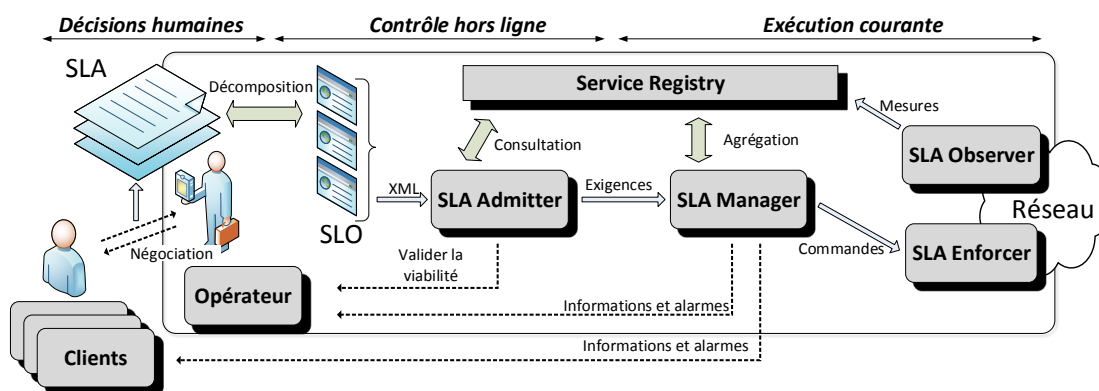 Décisions humaines
Contrôle hors ligne
Exécution courante
SLA
Décomposition
Service Registry
Mesures
Consultation
Agrégation
SLA Observer
XML
SLA Admitter
Exigences
SLA Manager
Réseau
SLO
Négociation
Commandes
SLA Enforcer
Valider la
viabilité
Opérateur
Informations et alarmes
Informations et alarmes
Clients